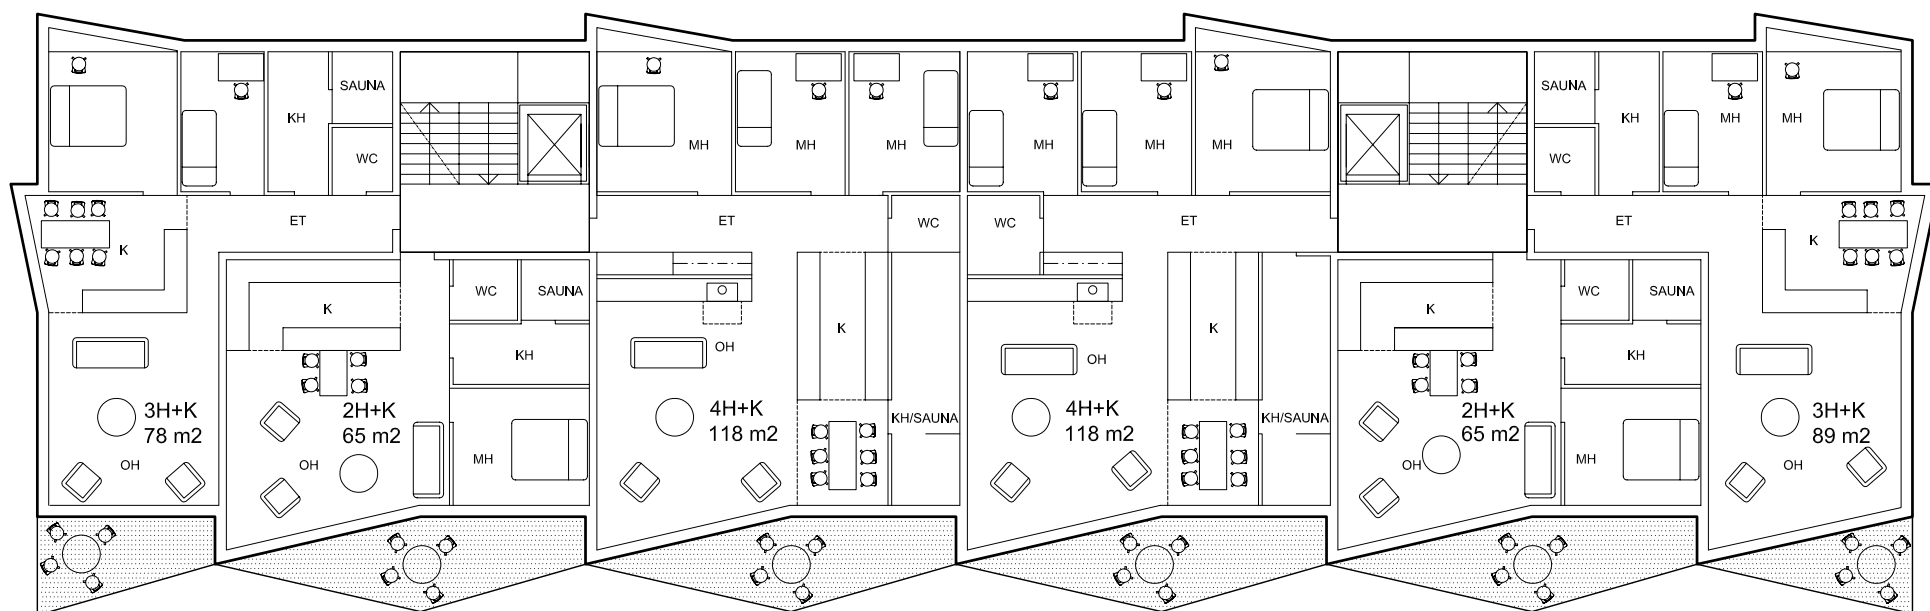 SAUNA
SAUNA
KH
WC
MH
MH
MH
MH
MH
MH
KH
WC
MH
MH
ET
ET
WC
WC
ET
ET
K
K
K
WC
SAUNA
K
K
K
WC
SAUNA
KH
OH
OH
KH
3H+K
78 m2
2H+K
65 m2
4H+K
118 m2
KH/SAUNA
4H+K
118 m2
KH/SAUNA
2H+K
65 m2
3H+K
89 m2
OH
OH
MH
OH
MH
OH